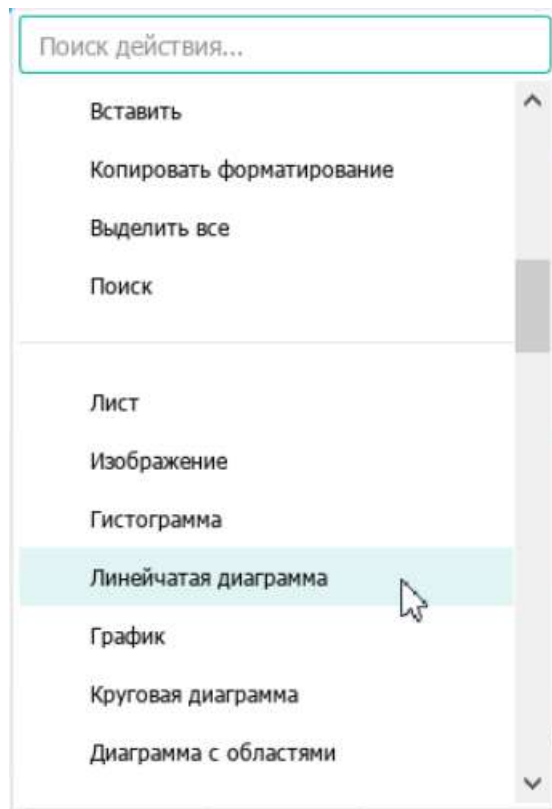 Поиск действия...
Вставить
Копировать форматирование
Выделить все
Поиск
Лист
Изображение
Гистограмма
Линейчатая диаграмма
График
Круговая диаграмма
Диаграмма с областями